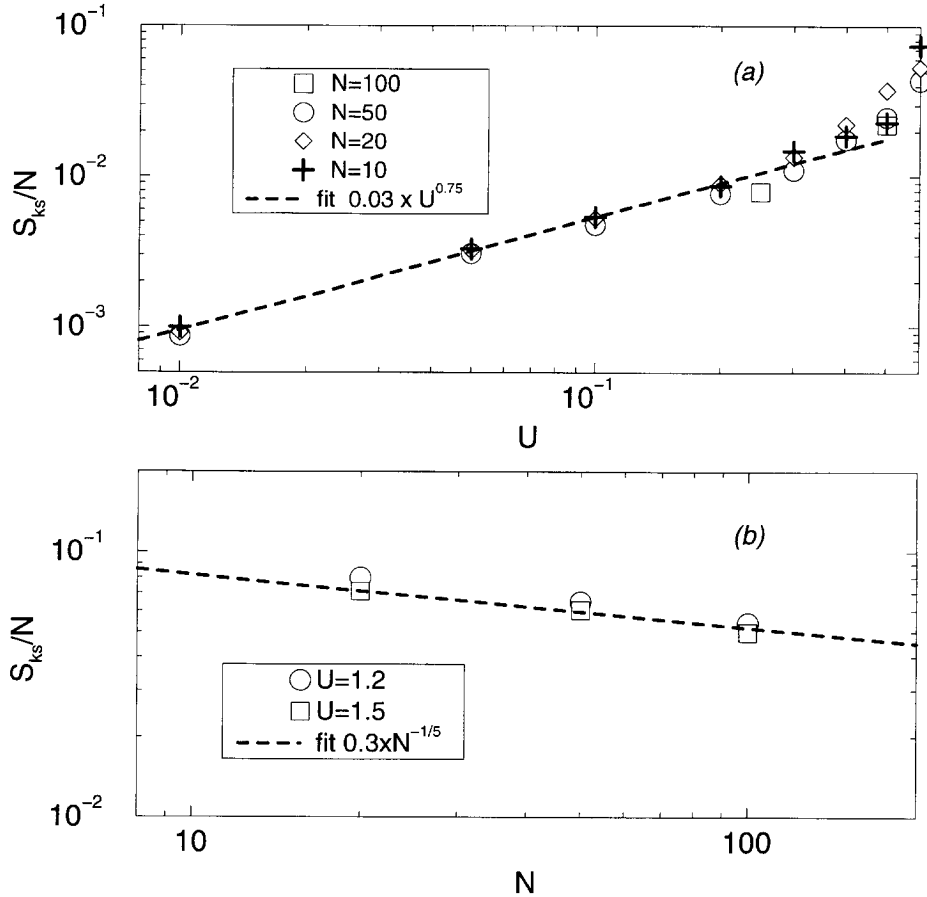 10⁻¹
(a)
N=100
N=50
N=20
N=10
fit 0.03 x U^0.75
10⁻²
10⁻³
S_ks/N
10⁻²
10⁻¹
U
(b)
10⁻¹
S_ks/N
U=1.2
U=1.5
fit 0.3xN^−1/5
10⁻²
10
100
N